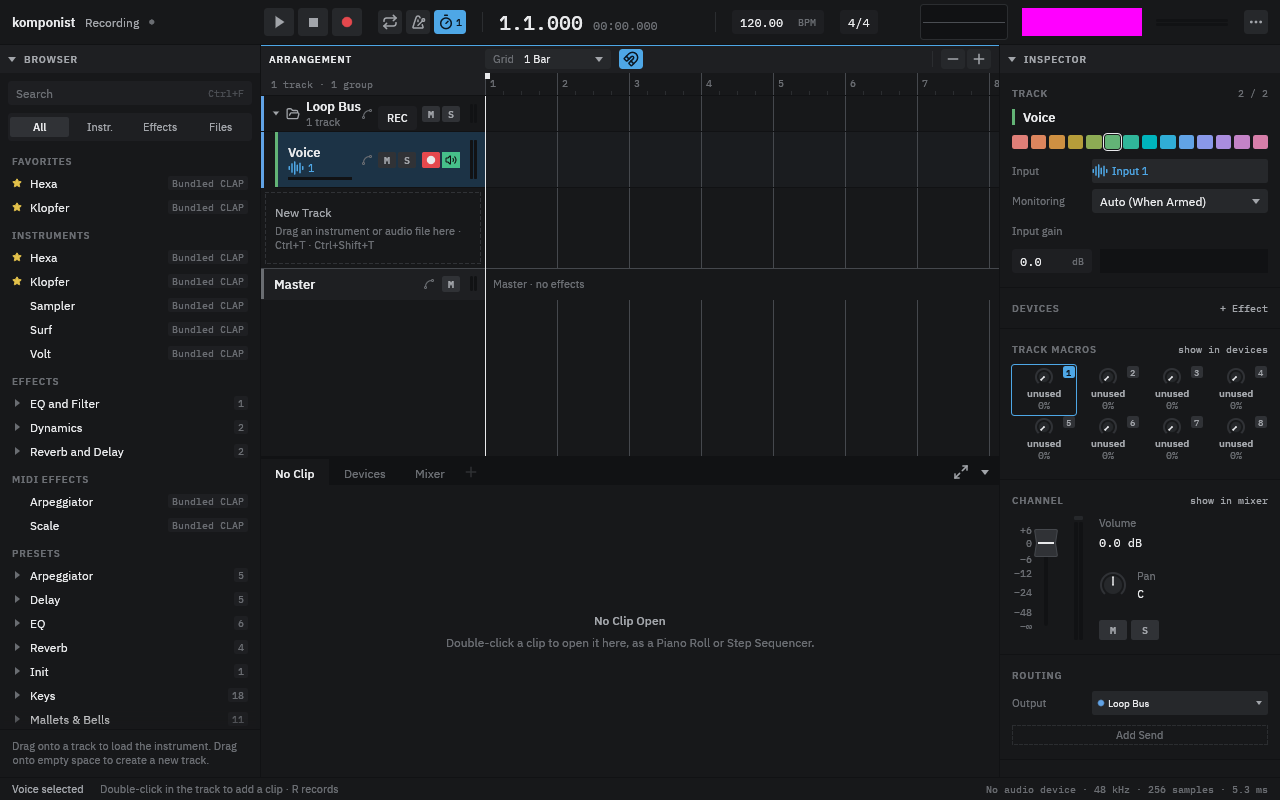 komponist Recording
1
1.1.000 00:00.000
120.00 BPM
4/4
BROWSER
Search Ctrl+F
All Instr. Effects Files
FAVORITES
Hexa Bundled CLAP
Klopfer Bundled CLAP
INSTRUMENTS
Hexa Bundled CLAP
Klopfer Bundled CLAP
Sampler Bundled CLAP
Surf Bundled CLAP
Volt Bundled CLAP
EFFECTS
EQ and Filter 1
Dynamics 2
Reverb and Delay 2
MIDI EFFECTS
Arpeggiator Bundled CLAP
Scale Bundled CLAP
PRESETS
Arpeggiator 5
Delay 5
EQ 6
Reverb 4
Init 1
Keys 18
Mallets & Bells 11
Drag onto a track to load the instrument. Drag
onto empty space to create a new track.
ARRANGEMENT
Grid 1 Bar
1 track · 1 group
1 2 3 4 5 6 7 8
Loop Bus
1 track
REC
M S
Voice
1
M S
New Track
Drag an instrument or audio file here ·
Ctrl+T · Ctrl+Shift+T
Master
M
Master · no effects
No Clip Devices Mixer +
No Clip Open
Double-click a clip to open it here, as a Piano Roll or Step Sequencer.
INSPECTOR
TRACK 2 / 2
Voice
Input Input 1
Monitoring Auto (When Armed)
Input gain
0.0 dB
DEVICES + Effect
TRACK MACROS show in devices
1 2 3 4
unused unused unused unused
0% 0% 0% 0%
5 6 7 8
unused unused unused unused
0% 0% 0% 0%
CHANNEL show in mixer
+6
0
−6
−12
−24
−48
−∞
Volume
0.0 dB
Pan
C
M S
ROUTING
Output Loop Bus
Add Send
Voice selected Double-click in the track to add a clip · R records
No audio device · 48 kHz · 256 samples · 5.3 ms